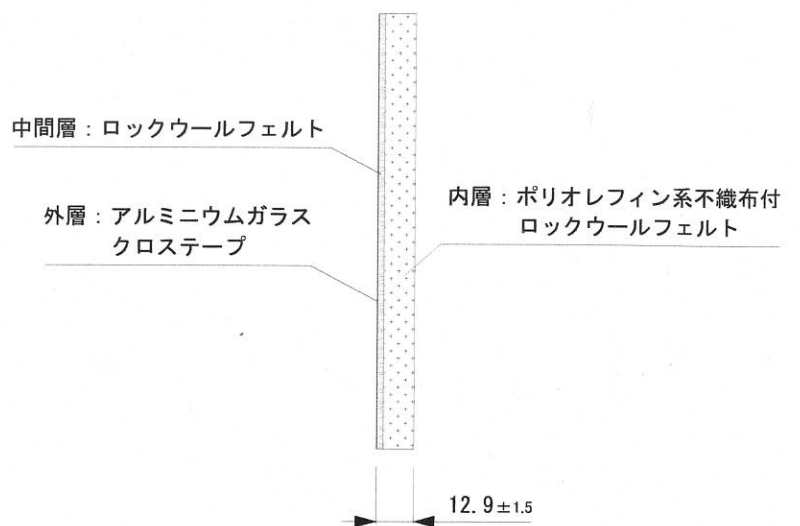 中間層：ロックウールフェルト
外層：アルミニウムガラス
クロステープ
内層：ポリオレフィン系不織布付
ロックウールフェルト
12.9±1.5